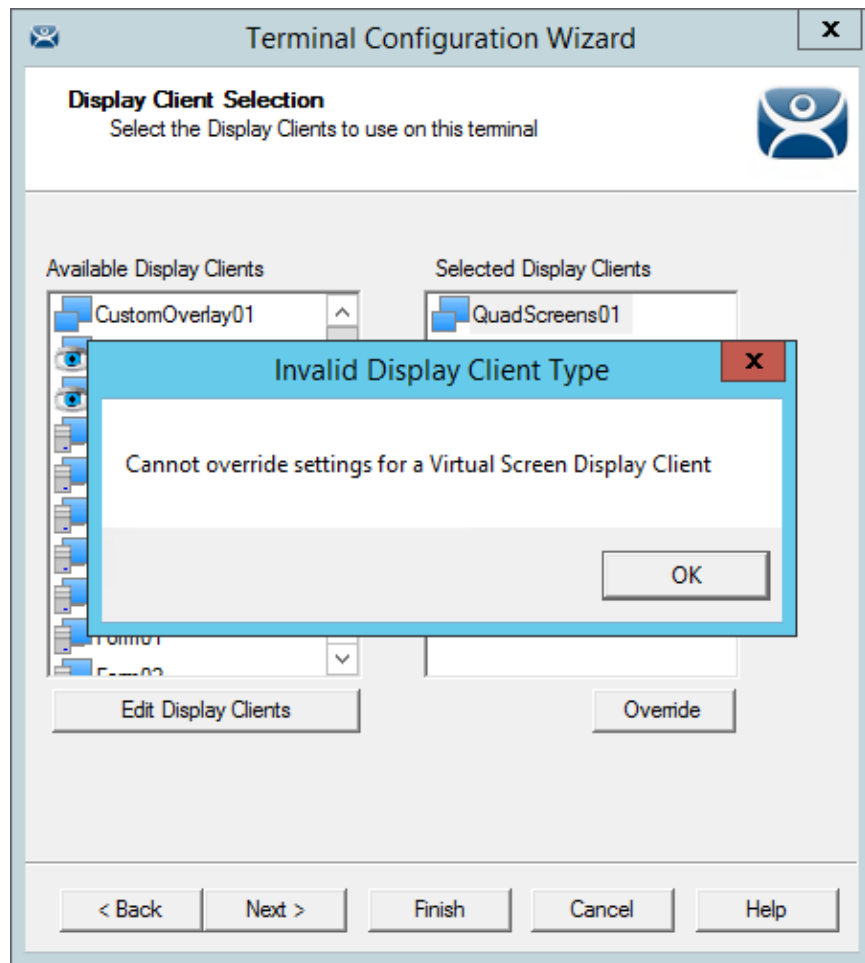 Terminal Configuration Wizard
x
Display Client Selection
Select the Display Clients to use on this terminal
Available Display Clients
Selected Display Clients
CustomOverlay01
QuadScreens01
Invalid Display Client Type
x
Cannot override settings for a Virtual Screen Display Client
OK
Form01
Form02
Edit Display Clients
Override
< Back
Next >
Finish
Cancel
Help